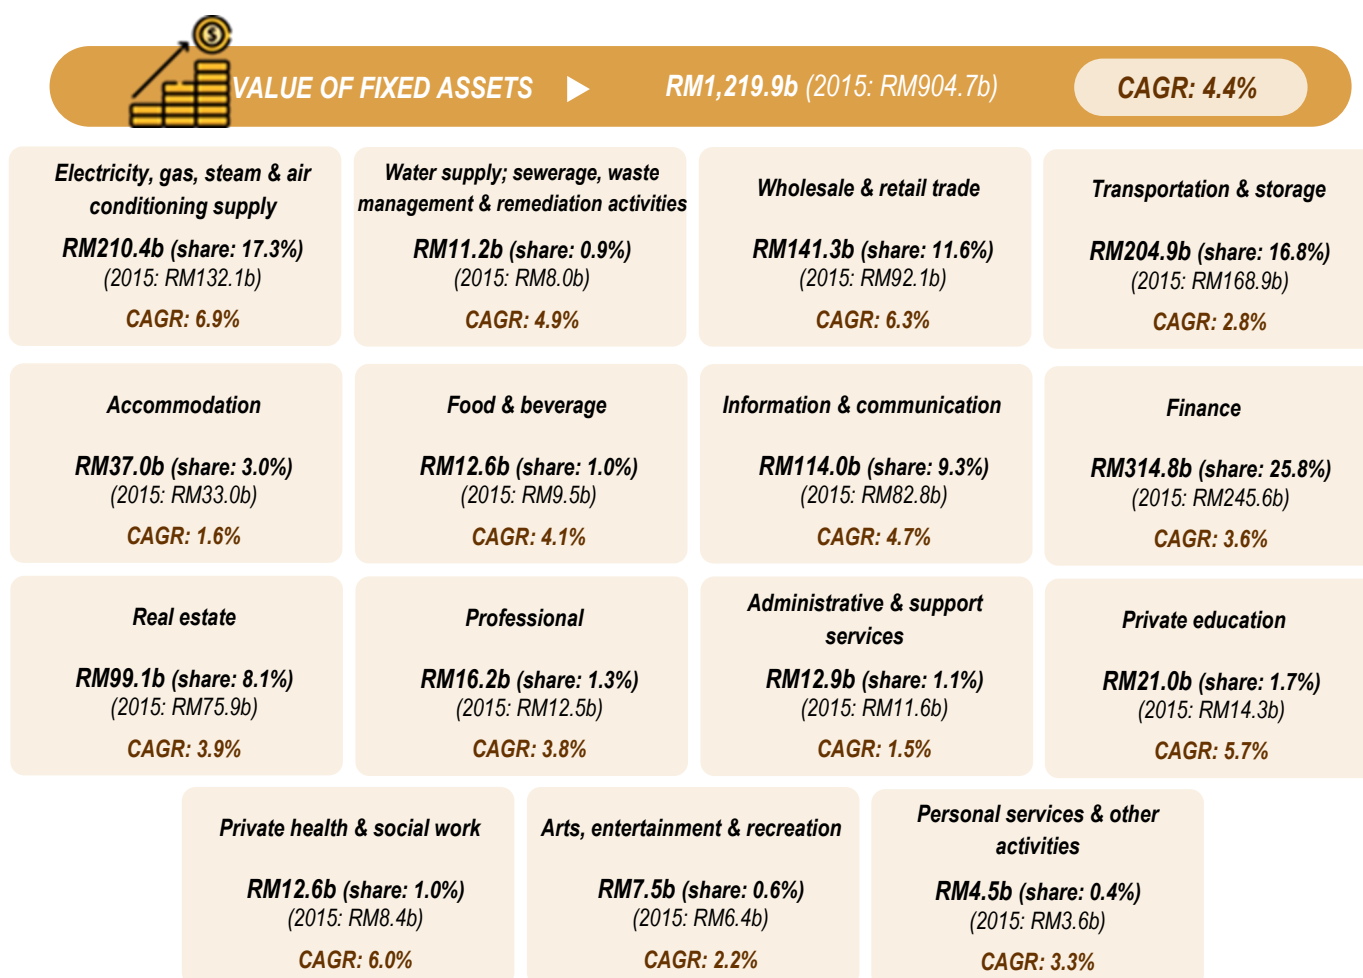 VALUE OF FIXED ASSETS ▶ RM1,219.9b (2015: RM904.7b) CAGR: 4.4%
Electricity, gas, steam & air
conditioning supply
RM210.4b (share: 17.3%)
(2015: RM132.1b)
CAGR: 6.9%
Water supply; sewerage, waste
management & remediation activities
RM11.2b (share: 0.9%)
(2015: RM8.0b)
CAGR: 4.9%
Wholesale & retail trade
RM141.3b (share: 11.6%)
(2015: RM92.1b)
CAGR: 6.3%
Transportation & storage
RM204.9b (share: 16.8%)
(2015: RM168.9b)
CAGR: 2.8%
Accommodation
RM37.0b (share: 3.0%)
(2015: RM33.0b)
CAGR: 1.6%
Food & beverage
RM12.6b (share: 1.0%)
(2015: RM9.5b)
CAGR: 4.1%
Information & communication
RM114.0b (share: 9.3%)
(2015: RM82.8b)
CAGR: 4.7%
Finance
RM314.8b (share: 25.8%)
(2015: RM245.6b)
CAGR: 3.6%
Real estate
RM99.1b (share: 8.1%)
(2015: RM75.9b)
CAGR: 3.9%
Professional
RM16.2b (share: 1.3%)
(2015: RM12.5b)
CAGR: 3.8%
Administrative & support
services
RM12.9b (share: 1.1%)
(2015: RM11.6b)
CAGR: 1.5%
Private education
RM21.0b (share: 1.7%)
(2015: RM14.3b)
CAGR: 5.7%
Private health & social work
RM12.6b (share: 1.0%)
(2015: RM8.4b)
CAGR: 6.0%
Arts, entertainment & recreation
RM7.5b (share: 0.6%)
(2015: RM6.4b)
CAGR: 2.2%
Personal services & other
activities
RM4.5b (share: 0.4%)
(2015: RM3.6b)
CAGR: 3.3%